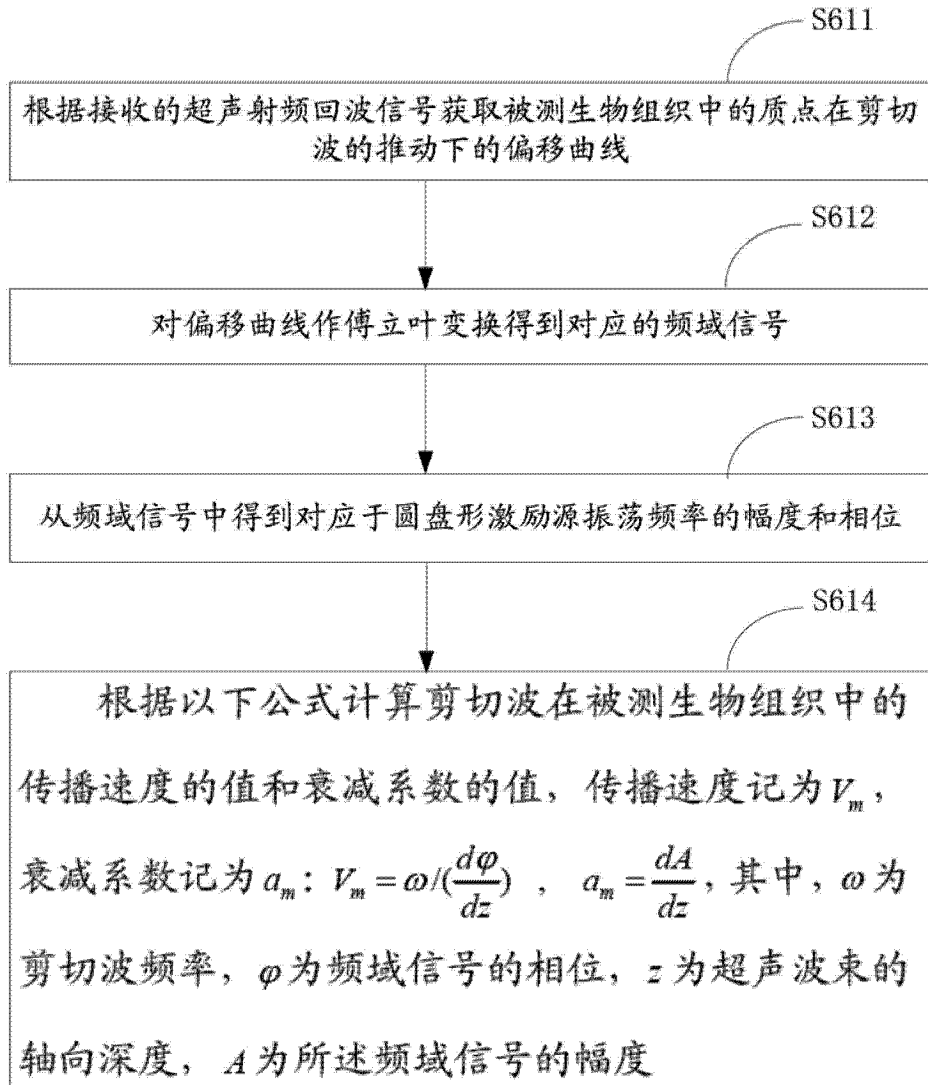 S611
根据接收的超声射频回波信号获取被测生物组织中的质点在剪切
波的推动下的偏移曲线
S612
对偏移曲线作傅立叶变换得到对应的频域信号
S613
从频域信号中得到对应于圆盘形激励源振荡频率的幅度和相位
S614
根据以下公式计算剪切波在被测生物组织中的
传播速度的值和衰减系数的值，传播速度记为V_m，
衰减系数记为a_m：V_m=ω/(dφ/dz) ，a_m=dA/dz，其中，ω为
剪切波频率，φ为频域信号的相位，z为超声波束的
轴向深度，A为所述频域信号的幅度